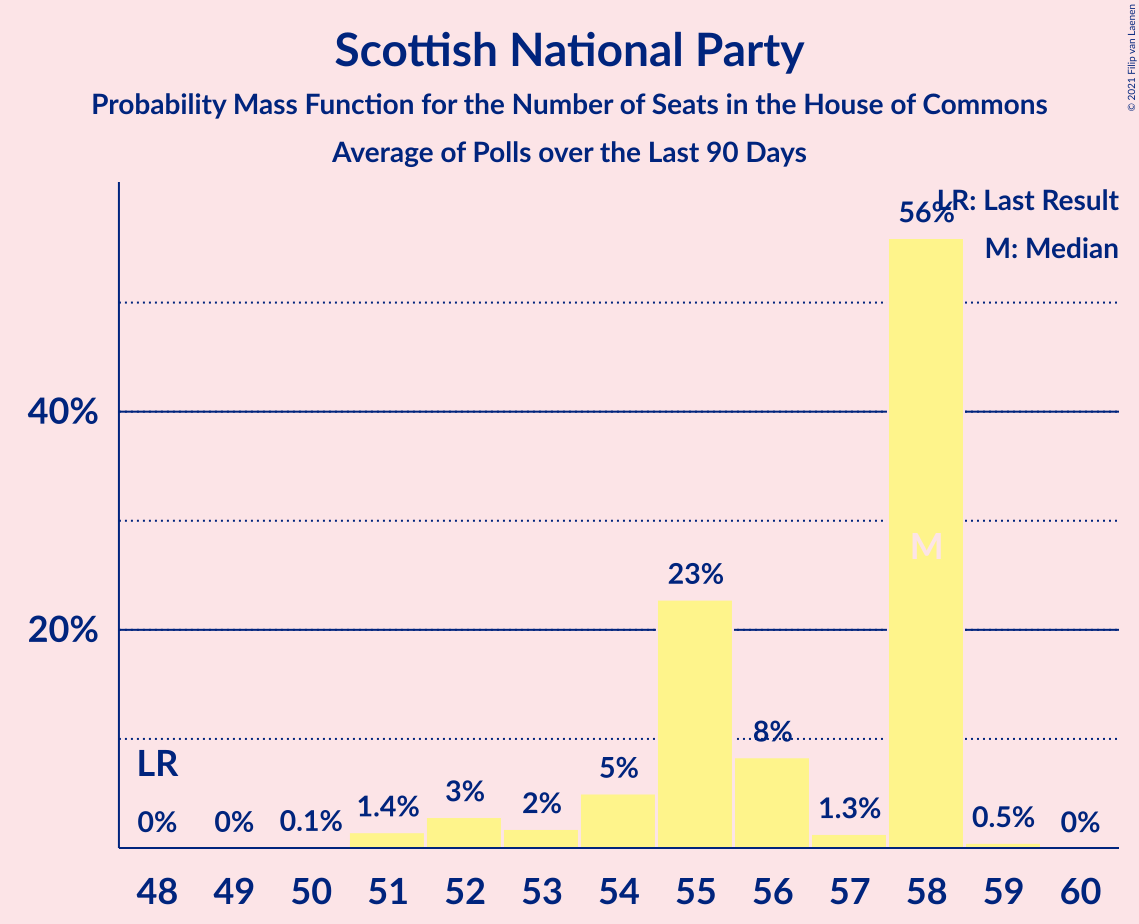 Scottish National Party
Probability Mass Function for the Number of Seats in the House of Commons
Average of Polls over the Last 90 Days
© 2021 Filip van Laenen
LR: Last Result
M: Median
56%
40%
M
23%
20%
8%
LR
5%
3%
2%
1.4%
1.3%
0.5%
0%
0%
0.1%
0%
48 49 50 51 52 53 54 55 56 57 58 59 60